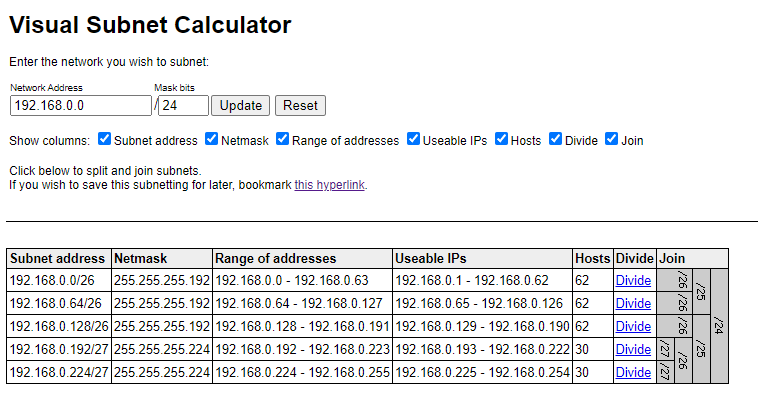 Visual Subnet Calculator
Enter the network you wish to subnet:
Network Address Mask bits
192.168.0.0 / 24 Update Reset
Show columns: Subnet address Netmask Range of addresses Useable IPs Hosts Divide Join
Click below to split and join subnets.
If you wish to save this subnetting for later, bookmark this hyperlink.
Subnet address Netmask Range of addresses Useable IPs Hosts Divide Join
192.168.0.0/26 255.255.255.192 192.168.0.0 - 192.168.0.63 192.168.0.1 - 192.168.0.62 62 Divide /26 /25 /24
192.168.0.64/26 255.255.255.192 192.168.0.64 - 192.168.0.127 192.168.0.65 - 192.168.0.126 62 Divide /26
192.168.0.128/26 255.255.255.192 192.168.0.128 - 192.168.0.191 192.168.0.129 - 192.168.0.190 62 Divide /26 /25
192.168.0.192/27 255.255.255.224 192.168.0.192 - 192.168.0.223 192.168.0.193 - 192.168.0.222 30 Divide /27 /26
192.168.0.224/27 255.255.255.224 192.168.0.224 - 192.168.0.255 192.168.0.225 - 192.168.0.254 30 Divide /27